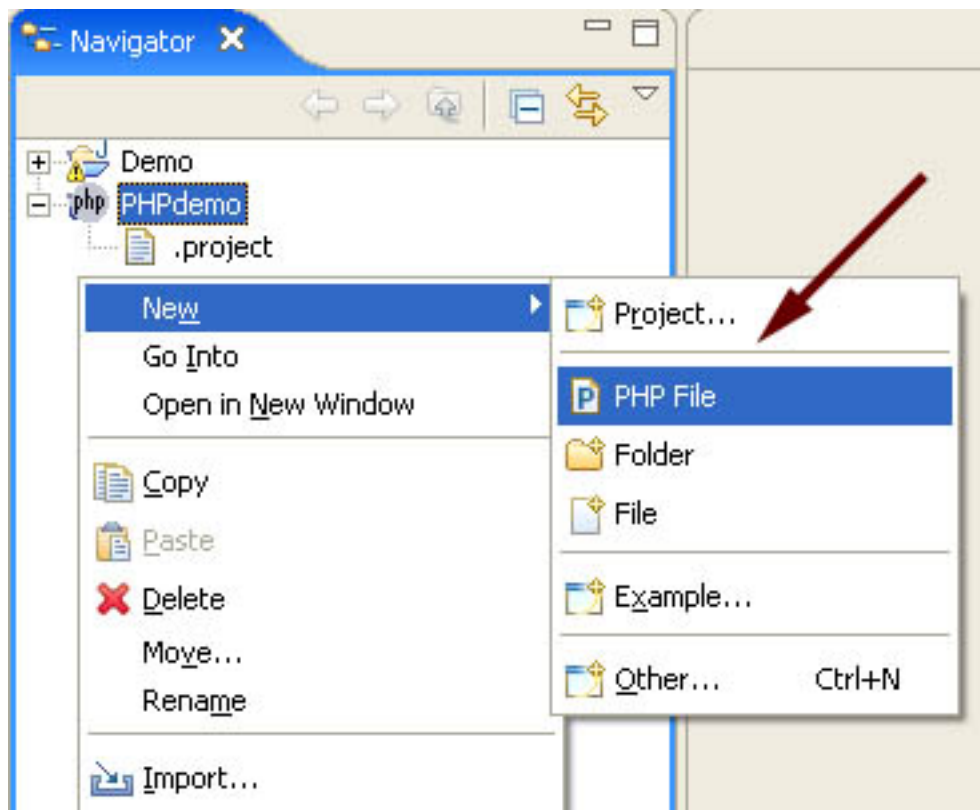 Navigator
Demo
php PHPdemo
.project
New
Go Into
Open in New Window
Copy
Paste
Delete
Move...
Rename
Import...
Project...
P PHP File
Folder
File
Example...
Other... Ctrl+N